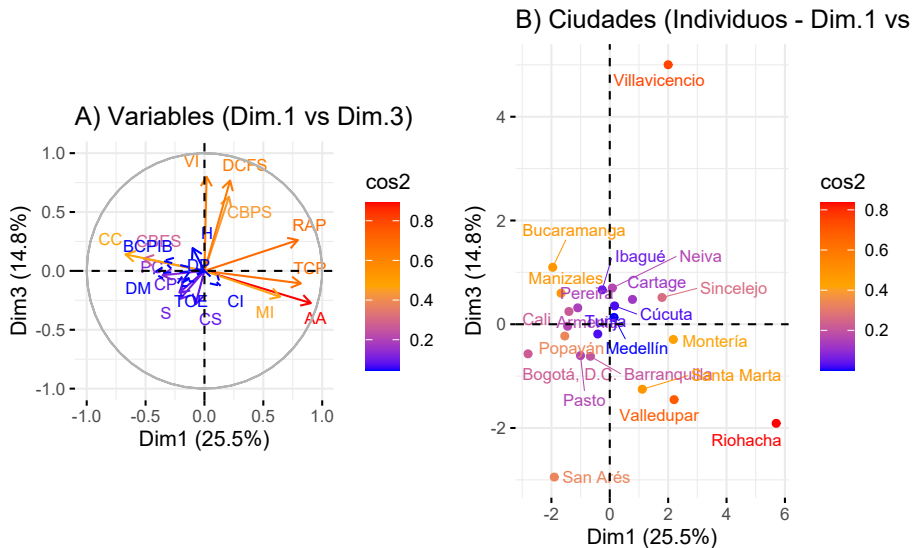 B) Ciudades (Individuos - Dim.1 vs
A) Variables (Dim.1 vs Dim.3)
Dim3 (14.8%)
1.0
0.5
0.0
-0.5
-1.0
VI
DCFS
CBPS
H
RAP
CC
BCPIB
TCP
DM
CP
S
TOE
CS
CI
MI
AA
-1.0 -0.5 0.0 0.5 1.0
Dim1 (25.5%)
cos2
0.8
0.6
0.4
0.2
Dim3 (14.8%)
4
2
0
-2
Villavicencio
Bucaramanga
Ibagué
Neiva
Manizales
Cartage
Sincelejo
Pereira
Cali
Armenia
Tunja
Cúcuta
Popayán
Medellín
Montería
Bogotá, D.C.
Barranquilla
Santa Marta
Pasto
Valledupar
Riohacha
San Arés
-2 0 2 4 6
Dim1 (25.5%)
cos2
0.8
0.6
0.4
0.2